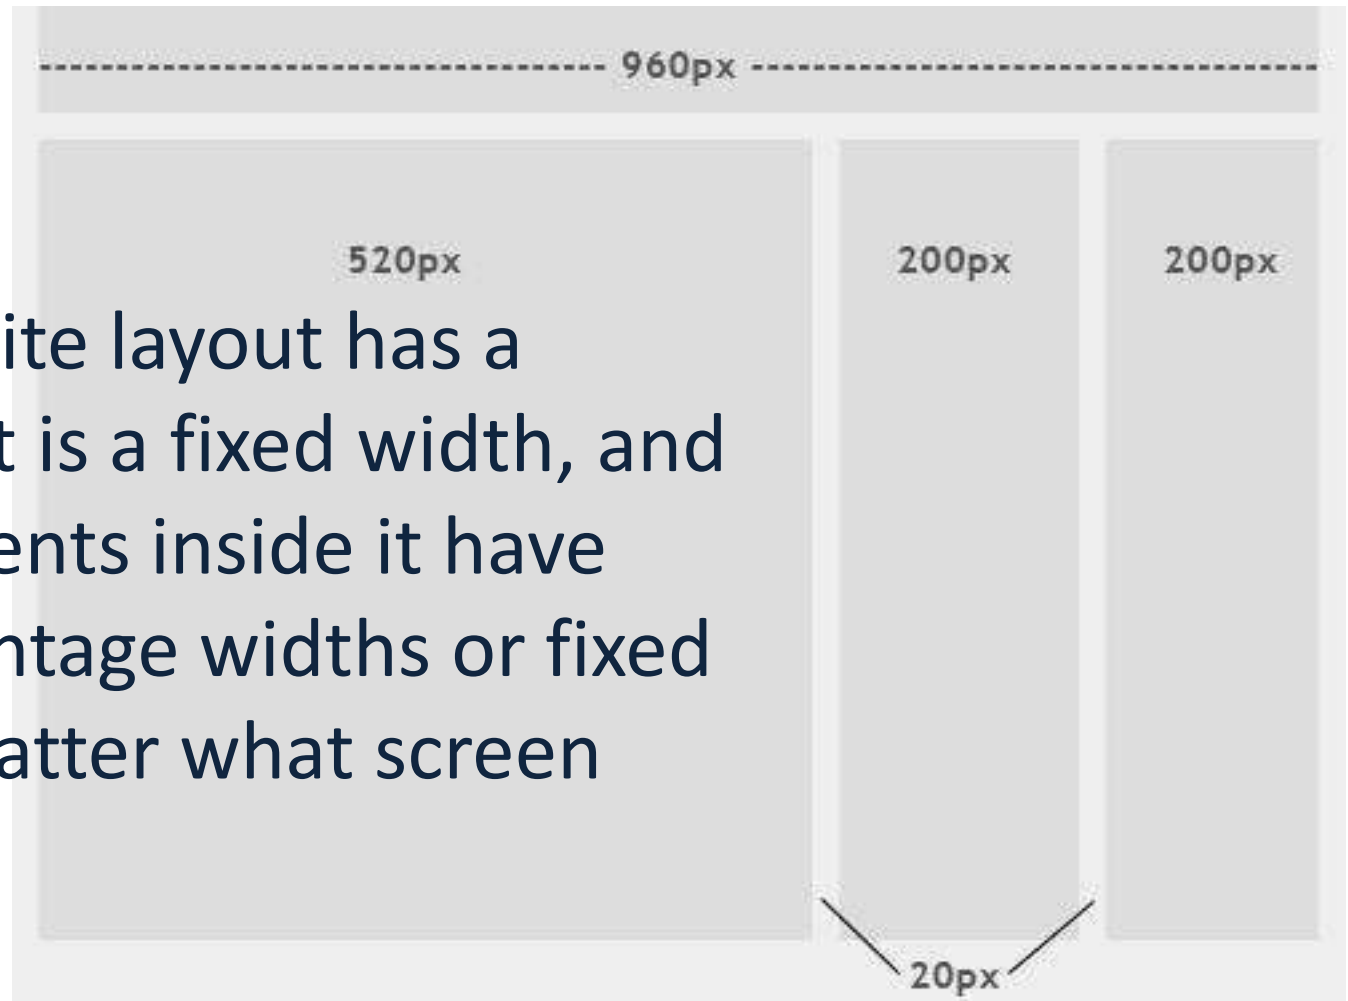 960px
520px 200px 200px
ite layout has a
t is a fixed width, and
ents inside it have
ntage widths or fixed
atter what screen
20px